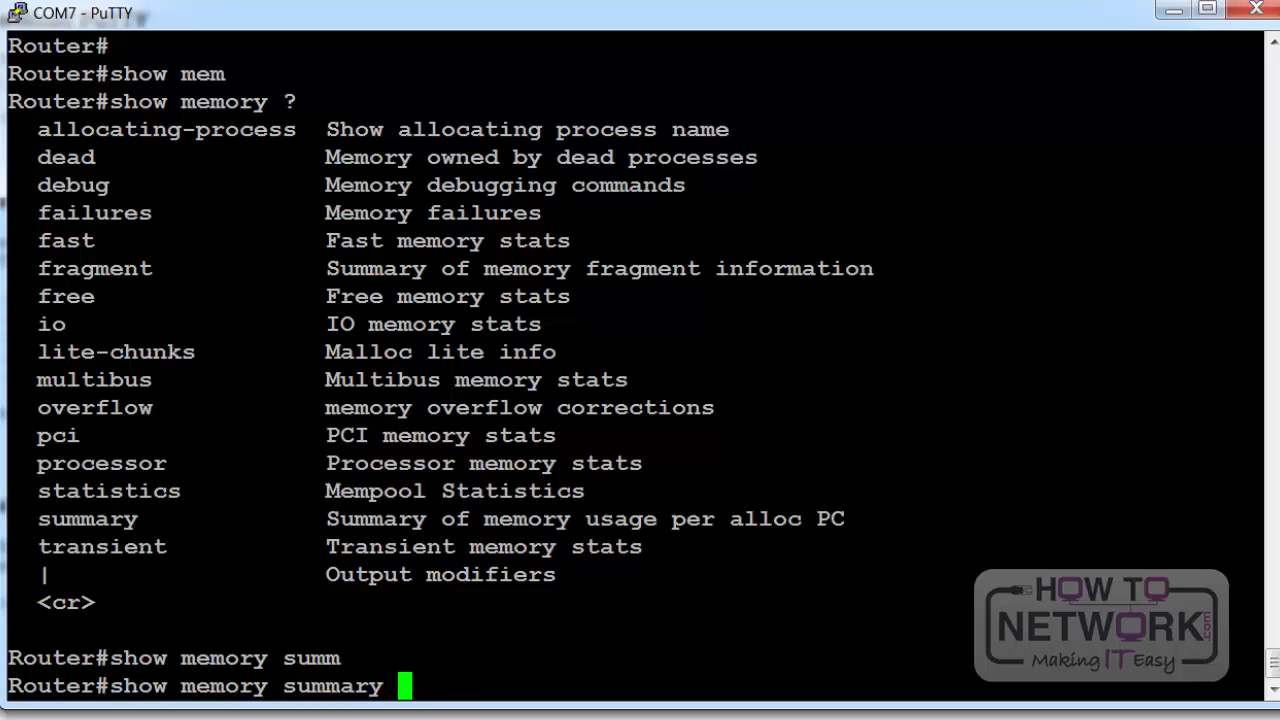 COM7 - PuTTY
Router#
Router#show mem
Router#show memory ?
allocating-process Show allocating process name
dead Memory owned by dead processes
debug Memory debugging commands
failures Memory failures
fast Fast memory stats
fragment Summary of memory fragment information
free Free memory stats
io IO memory stats
lite-chunks Malloc lite info
multibus Multibus memory stats
overflow memory overflow corrections
pci PCI memory stats
processor Processor memory stats
statistics Mempool Statistics
summary Summary of memory usage per alloc PC
transient Transient memory stats
| Output modifiers
<cr>
Router#show memory summ
Router#show memory summary
HOW TO
NETWORK.com
Making IT Easy